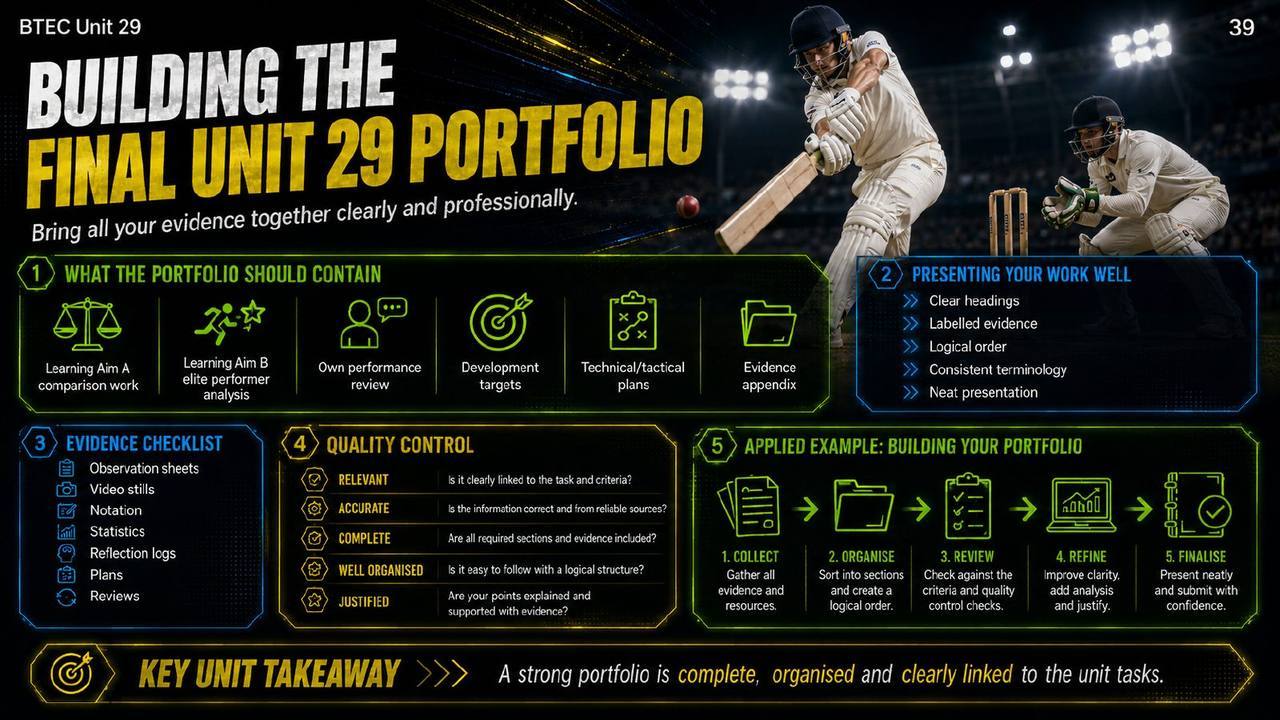 BTEC Unit 29
39
BUILDING THE
FINAL UNIT 29 PORTFOLIO
Bring all your evidence together clearly and professionally.
1 WHAT THE PORTFOLIO SHOULD CONTAIN
Learning Aim A
comparison work
Learning Aim B
elite performer
analysis
Own performance
review
Development
targets
Technical/tactical
plans
Evidence
appendix
2 PRESENTING YOUR WORK WELL
Clear headings
Labelled evidence
Logical order
Consistent terminology
Neat presentation
3 EVIDENCE CHECKLIST
Observation sheets
Video stills
Notation
Statistics
Reflection logs
Plans
Reviews
4 QUALITY CONTROL
RELEVANT Is it clearly linked to the task and criteria?
ACCURATE Is the information correct and from reliable sources?
COMPLETE Are all required sections and evidence included?
WELL ORGANISED Is it easy to follow with a logical structure?
JUSTIFIED Are your points explained and
supported with evidence?
5 APPLIED EXAMPLE: BUILDING YOUR PORTFOLIO
1. COLLECT
Gather all
evidence and
resources.
2. ORGANISE
Sort into sections
and create a
logical order.
3. REVIEW
Check against the
criteria and quality
control checks.
4. REFINE
Improve clarity,
add analysis
and justify.
5. FINALISE
Present neatly
and submit with
confidence.
KEY UNIT TAKEAWAY
A strong portfolio is complete, organised and clearly linked to the unit tasks.